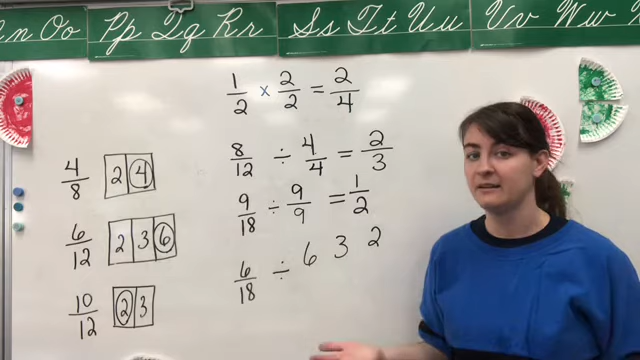 n Oo Pp Qq Rr Ss Tt Uu Vv Ww X
1/2 × 2/2 = 2/4
8/12 ÷ 4/4 = 2/3
9/18 ÷ 9/9 = 1/2
6/18 ÷ 6 3 2
4/8 2 4
6/12 2 3 6
10/12 2 3